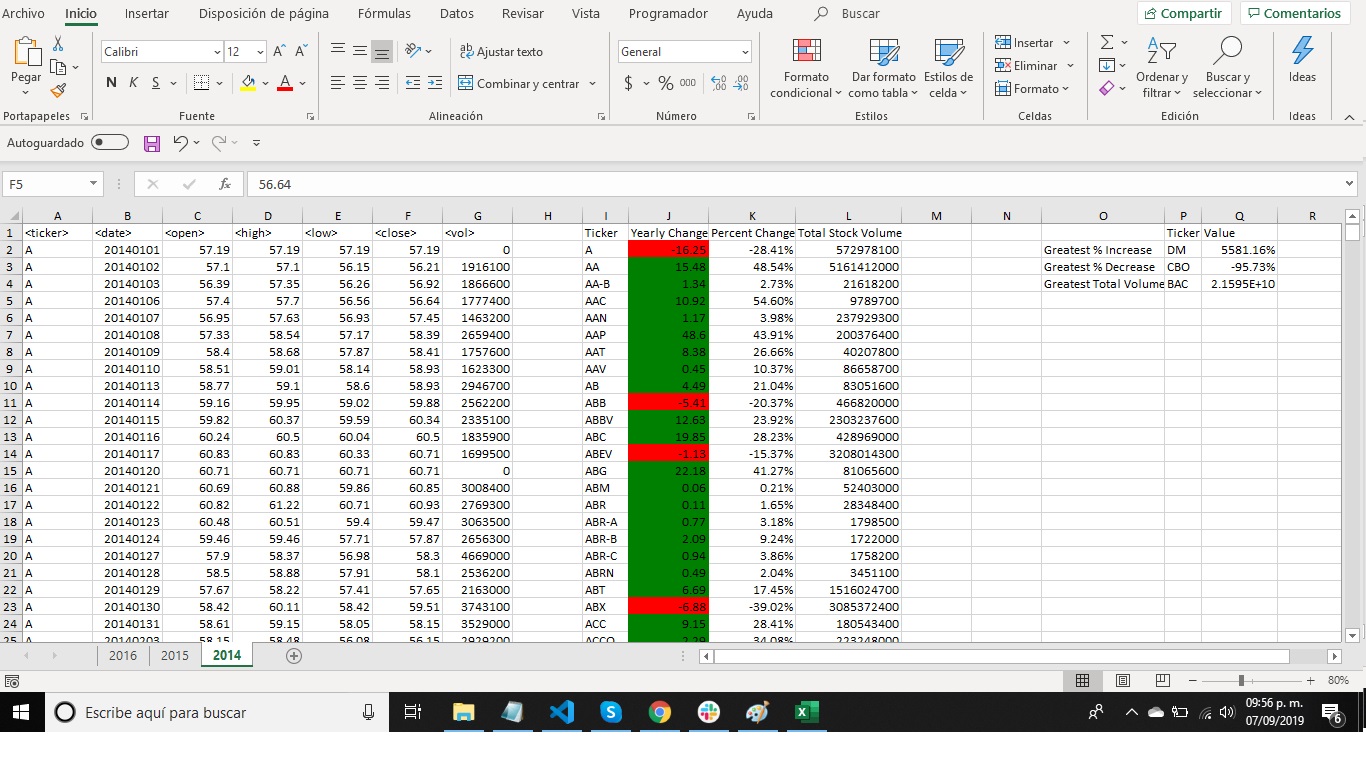 Archivo Inicio Insertar Disposición de página Fórmulas Datos Revisar Vista Programador Ayuda Buscar Compartir Comentarios
Pegar Calibri 12 Ajustar texto General Formato condicional Dar formato como tabla Estilos de celda Insertar Ordenar y filtrar Buscar y seleccionar Ideas
N K S Combinar y centrar $ % 000 Eliminar
Formato
Portapapeles Fuente Alineación Número Estilos Celdas Edición Ideas
Autoguardado
F5 fx 56.64
A B C D E F G H I J K L M N O P Q R
1 <ticker> <date> <open> <high> <low> <close> <vol> Ticker Yearly Change Percent Change Total Stock Volume Ticker Value
2 A 20140101 57.19 57.19 57.19 57.19 0 A -16.25 -28.41% 572978100 Greatest % Increase DM 5581.16%
3 A 20140102 57.1 57.1 56.15 56.21 1916100 AA 15.48 48.54% 5161412000 Greatest % Decrease CBO -95.73%
4 A 20140103 56.39 57.35 56.26 56.92 1866600 AA-B 1.34 2.73% 21618200 Greatest Total Volume BAC 2.1595E+10
5 A 20140106 57.4 57.7 56.56 56.64 1777400 AAC 10.92 54.60% 9789700
6 A 20140107 56.95 57.63 56.93 57.45 1463200 AAN 1.17 3.98% 237929300
7 A 20140108 57.33 58.54 57.17 58.39 2659400 AAP 48.6 43.91% 200376400
8 A 20140109 58.4 58.68 57.87 58.41 1757600 AAT 8.38 26.66% 40207800
9 A 20140110 58.51 59.01 58.14 58.93 1623300 AAV 0.45 10.37% 86658700
10 A 20140113 58.77 59.1 58.6 58.93 2946700 AB 4.49 21.04% 83051600
11 A 20140114 59.16 59.95 59.02 59.88 2562200 ABB -5.41 -20.37% 466820000
12 A 20140115 59.82 60.37 59.59 60.34 2335100 ABBV 12.63 23.92% 2303237600
13 A 20140116 60.24 60.5 60.04 60.5 1835900 ABC 19.85 28.23% 428969000
14 A 20140117 60.83 60.83 60.33 60.71 1699500 ABEV -1.13 -15.37% 3208014300
15 A 20140120 60.71 60.71 60.71 60.71 0 ABG 22.18 41.27% 81065600
16 A 20140121 60.69 60.88 59.86 60.85 3008400 ABM 0.06 0.21% 52403000
17 A 20140122 60.82 61.22 60.71 60.93 2769300 ABR 0.11 1.65% 28348400
18 A 20140123 60.48 60.51 59.4 59.47 3063500 ABR-A 0.77 3.18% 1798500
19 A 20140124 59.46 59.46 57.71 57.87 2656300 ABR-B 2.09 9.24% 1722000
20 A 20140127 57.9 58.37 56.98 58.3 4669000 ABR-C 0.94 3.86% 1758200
21 A 20140128 58.5 58.88 57.91 58.1 2536200 ABRN 0.49 2.04% 3451100
22 A 20140129 57.67 58.22 57.41 57.65 2163000 ABT 6.69 17.45% 1516024700
23 A 20140130 58.42 60.11 58.42 59.51 3743100 ABX -6.88 -39.02% 3085372400
24 A 20140131 58.61 59.15 58.05 58.15 3529000 ACC 9.15 28.41% 180543400
25 A 20140203 58.15 58.48 56.08 56.15 2929200 ACCO 2.29 34.08% 223248000
2016 2015 2014
80%
Escribe aquí para buscar 09:56 p. m.
07/09/2019
6